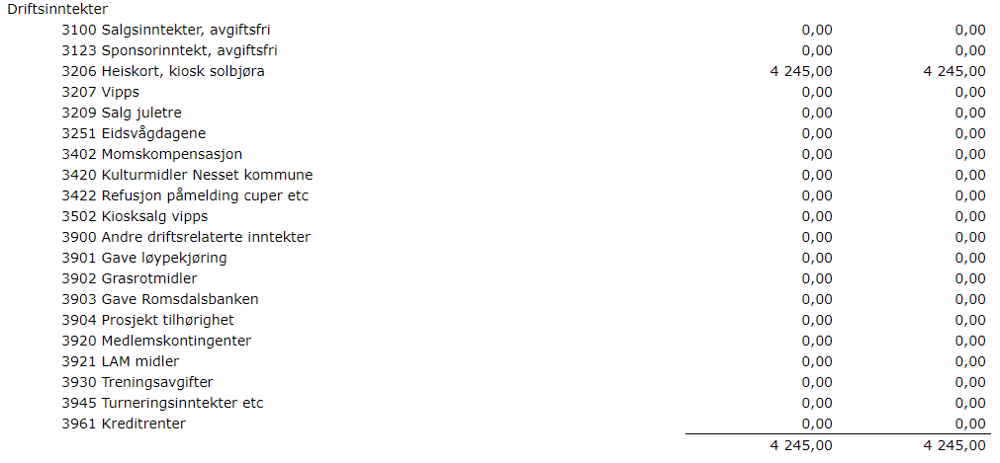 Driftsinntekter
3100 Salgsinntekter, avgiftsfri 0,00 0,00
3123 Sponsorinntekt, avgiftsfri 0,00 0,00
3206 Heiskort, kiosk solbjøra 4 245,00 4 245,00
3207 Vipps 0,00 0,00
3209 Salg juletre 0,00 0,00
3251 Eidsvågdagene 0,00 0,00
3402 Momskompensasjon 0,00 0,00
3420 Kulturmidler Nesset kommune 0,00 0,00
3422 Refusjon påmelding cuper etc 0,00 0,00
3502 Kiosksalg vipps 0,00 0,00
3900 Andre driftsrelaterte inntekter 0,00 0,00
3901 Gave løypekjøring 0,00 0,00
3902 Grasrotmidler 0,00 0,00
3903 Gave Romsdalsbanken 0,00 0,00
3904 Prosjekt tilhørighet 0,00 0,00
3920 Medlemskontingenter 0,00 0,00
3921 LAM midler 0,00 0,00
3930 Treningsavgifter 0,00 0,00
3945 Turneringsinntekter etc 0,00 0,00
3961 Kreditrenter 0,00 0,00
4 245,00 4 245,00